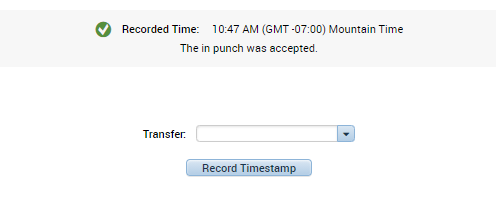 Recorded Time: 10:47 AM (GMT -07:00) Mountain Time
The in punch was accepted.
Transfer:
Record Timestamp